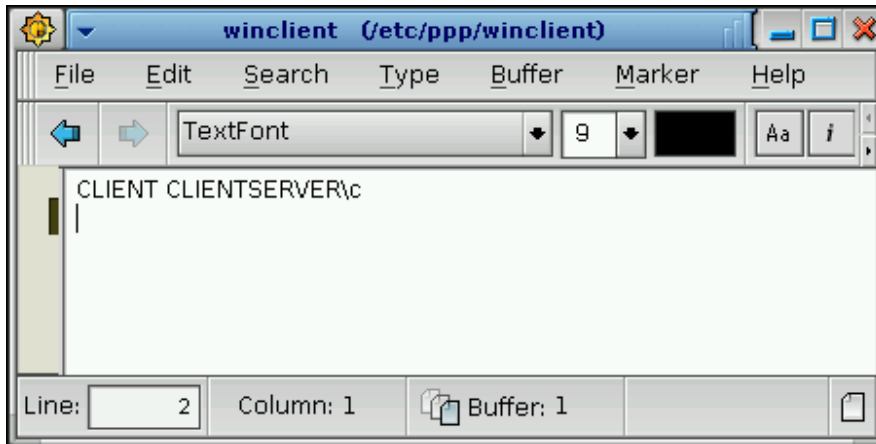 winclient (/etc/ppp/winclient)
File Edit Search Type Buffer Marker Help
TextFont 9 Aa i
CLIENT CLIENTSERVER\c
Line: 2 Column: 1 Buffer: 1